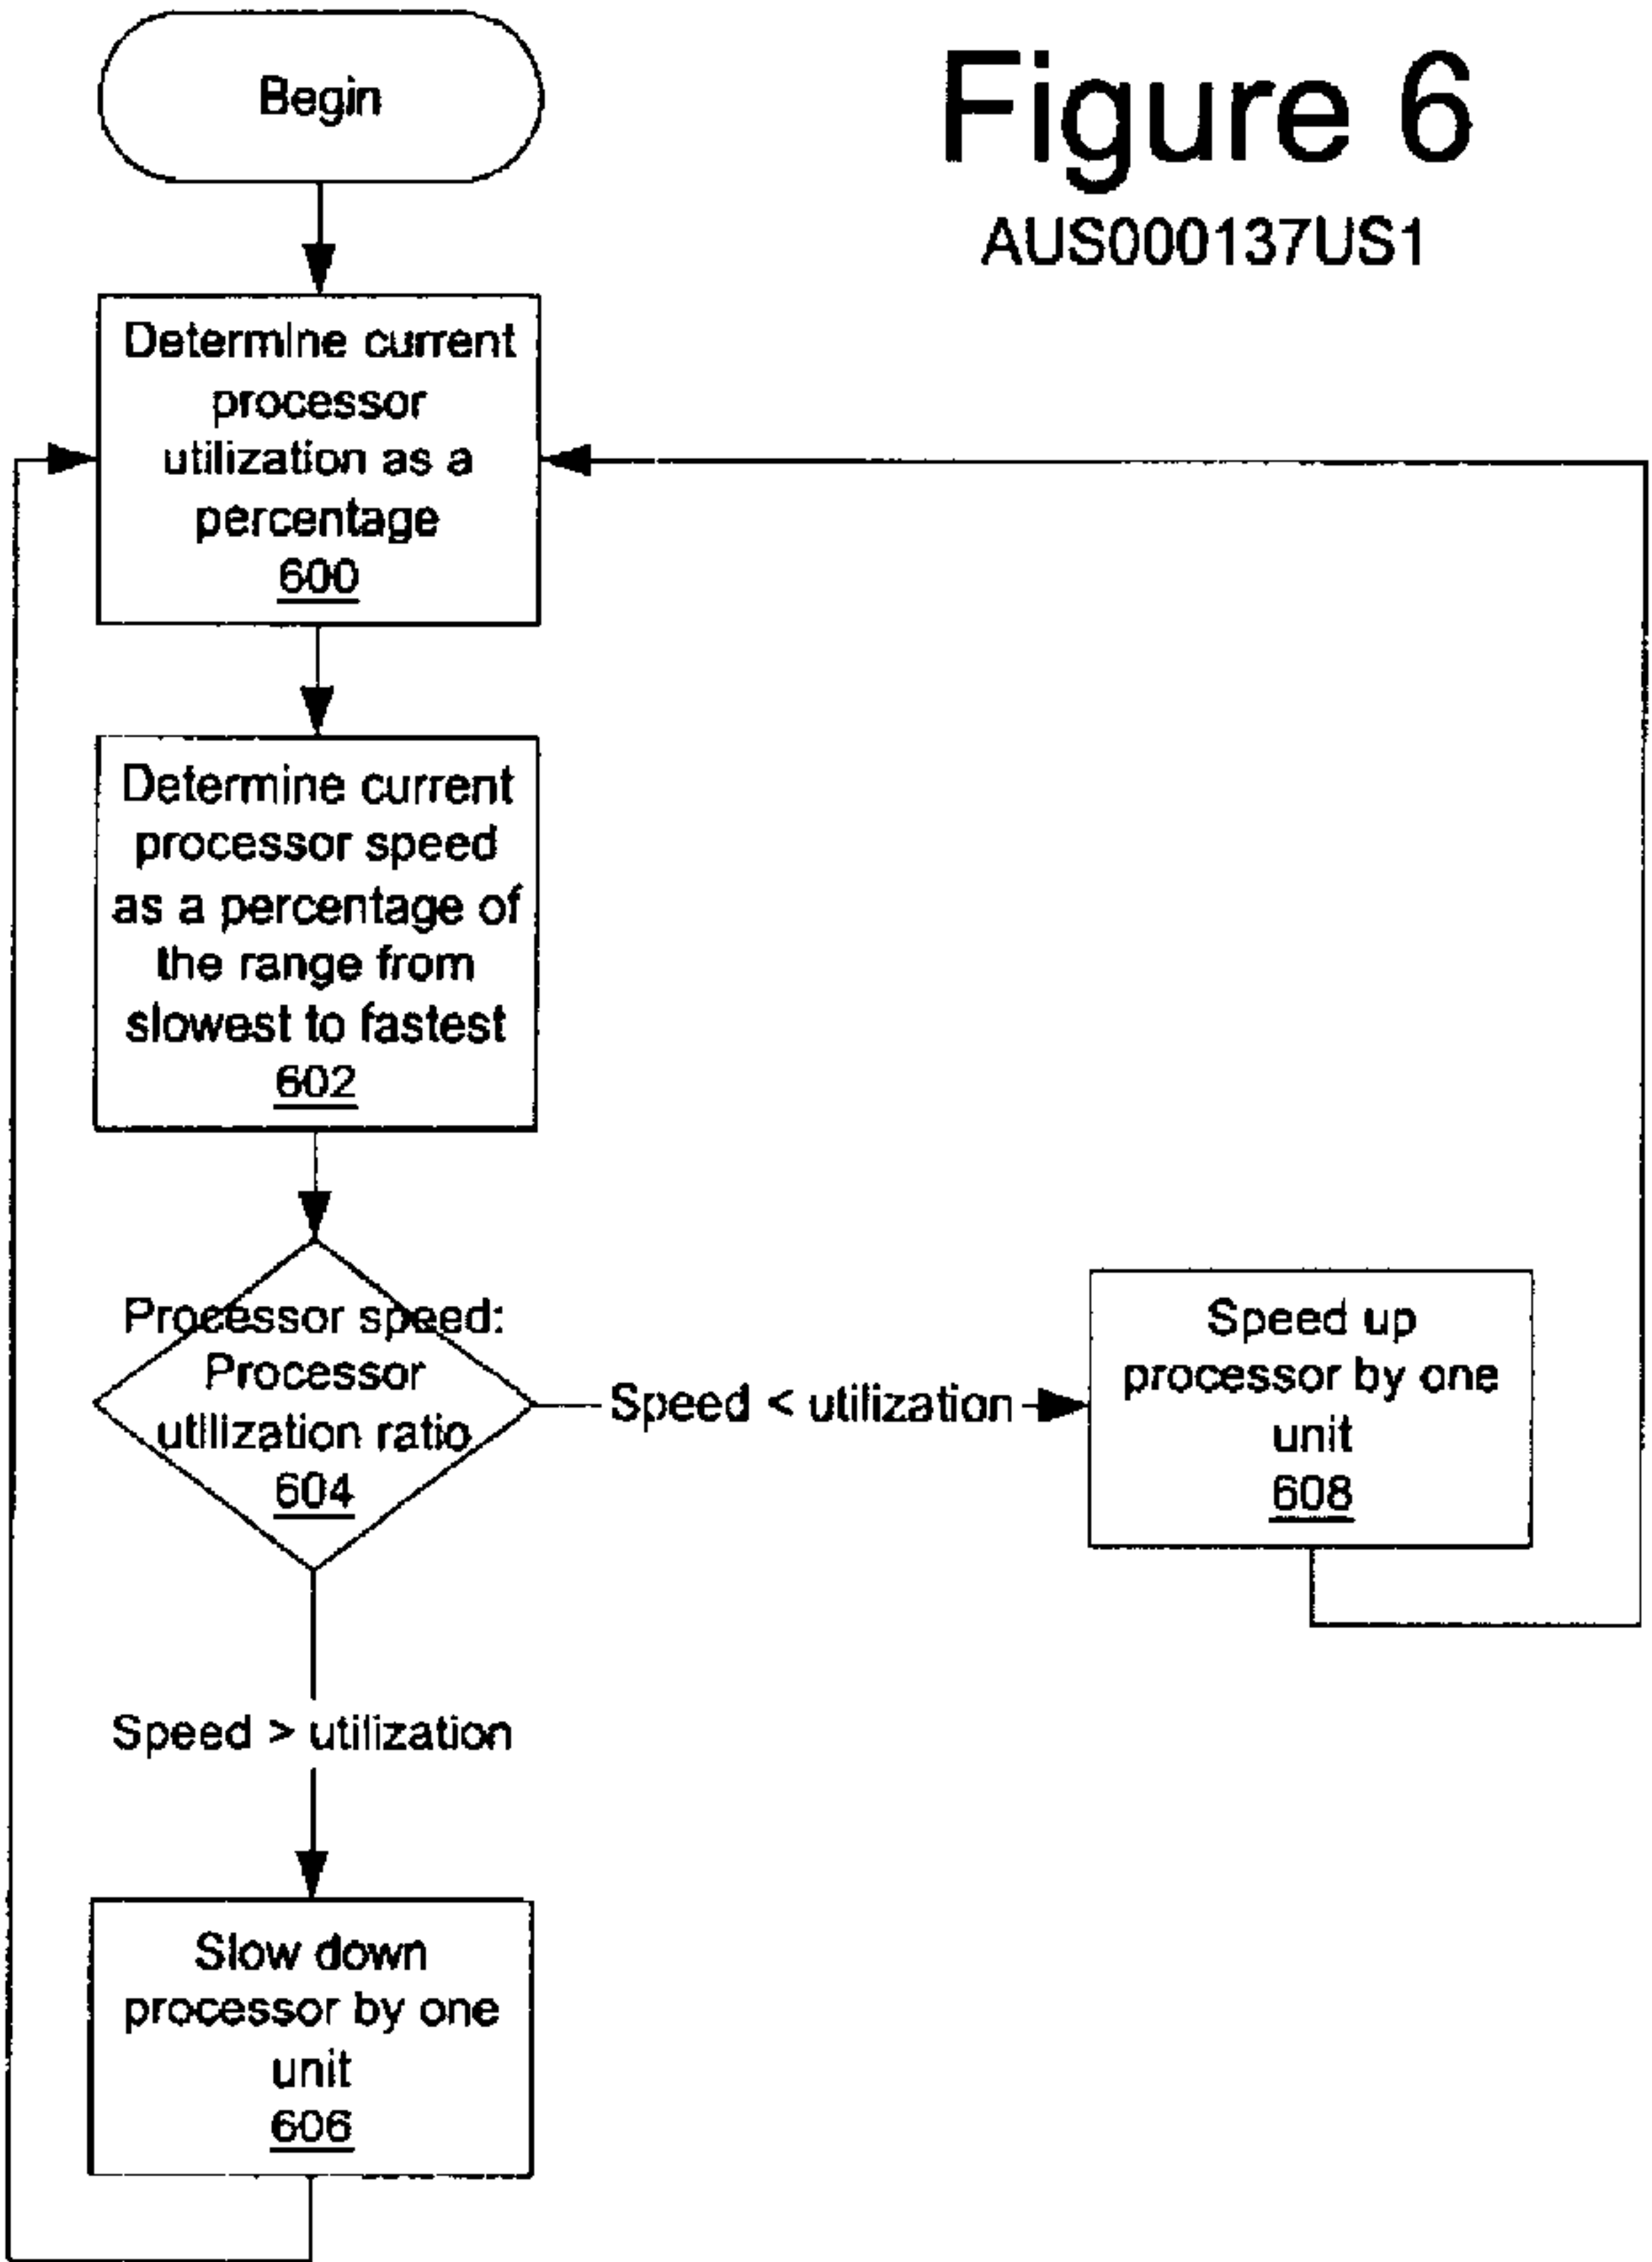 Figure 6
AUS000137US1
Begin
Determine current
processor
utilization as a
percentage
600
Determine current
processor speed
as a percentage of
the range from
slowest to fastest
602
Processor speed:
Processor
utilization ratio
604
Speed < utilization
Speed up
processor by one
unit
608
Speed > utilization
Slow down
processor by one
unit
606